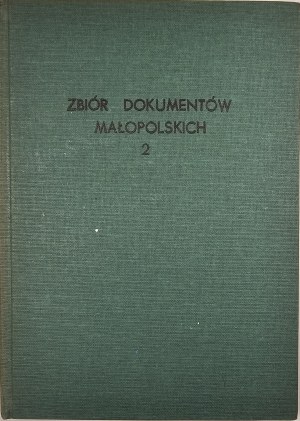 ZBIÓR DOKUMENTÓW
MAŁOPOLSKICH
2